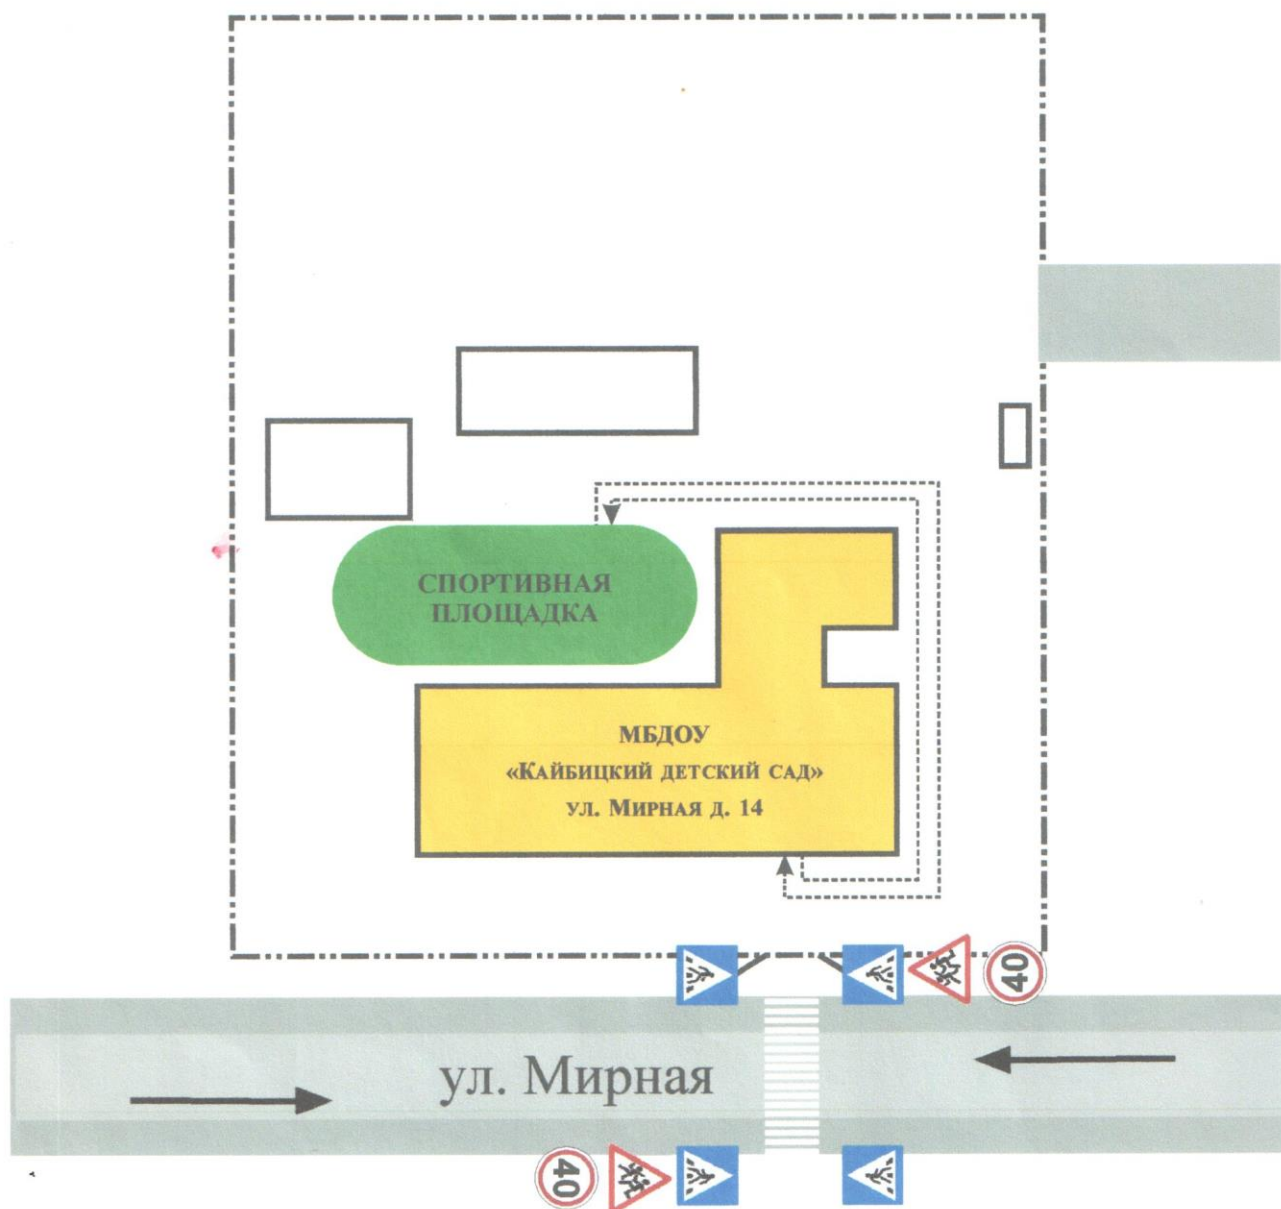 СПОРТИВНАЯ
ПЛОЩАДКА
МБДОУ
«КАЙБИЦКИЙ ДЕТСКИЙ САД»
УЛ. МИРНАЯ Д. 14
40
ул. Мирная
40